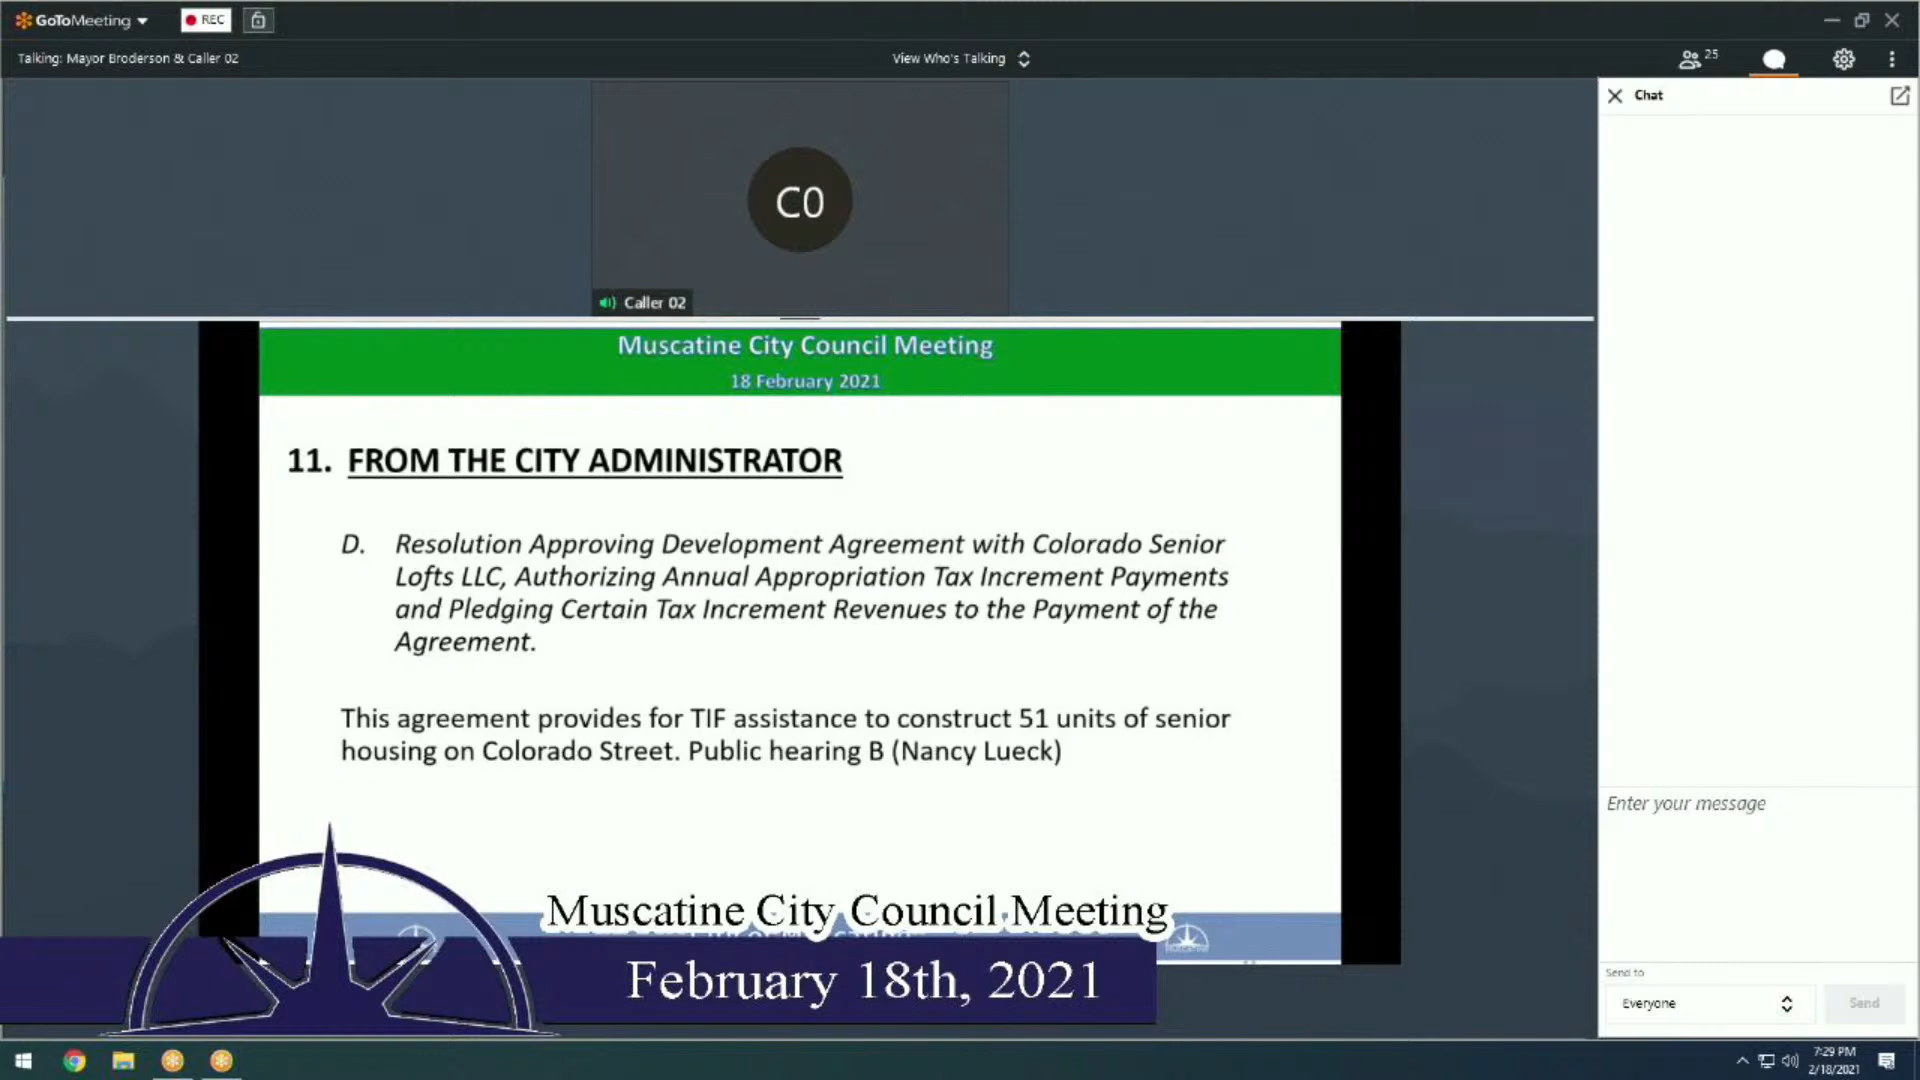 GoToMeeting
REC
Talking: Mayor Broderson & Caller 02
View Who's Talking
25
Chat
C0
Caller 02
Muscatine City Council Meeting
18 February 2021
11. FROM THE CITY ADMINISTRATOR
D. Resolution Approving Development Agreement with Colorado Senior
Lofts LLC, Authorizing Annual Appropriation Tax Increment Payments
and Pledging Certain Tax Increment Revenues to the Payment of the
Agreement.
This agreement provides for TIF assistance to construct 51 units of senior
housing on Colorado Street. Public hearing B (Nancy Lueck)
Muscatine City Council Meeting
February 18th, 2021
Enter your message
Send to
Everyone
Send
7:29 PM
2/18/2021